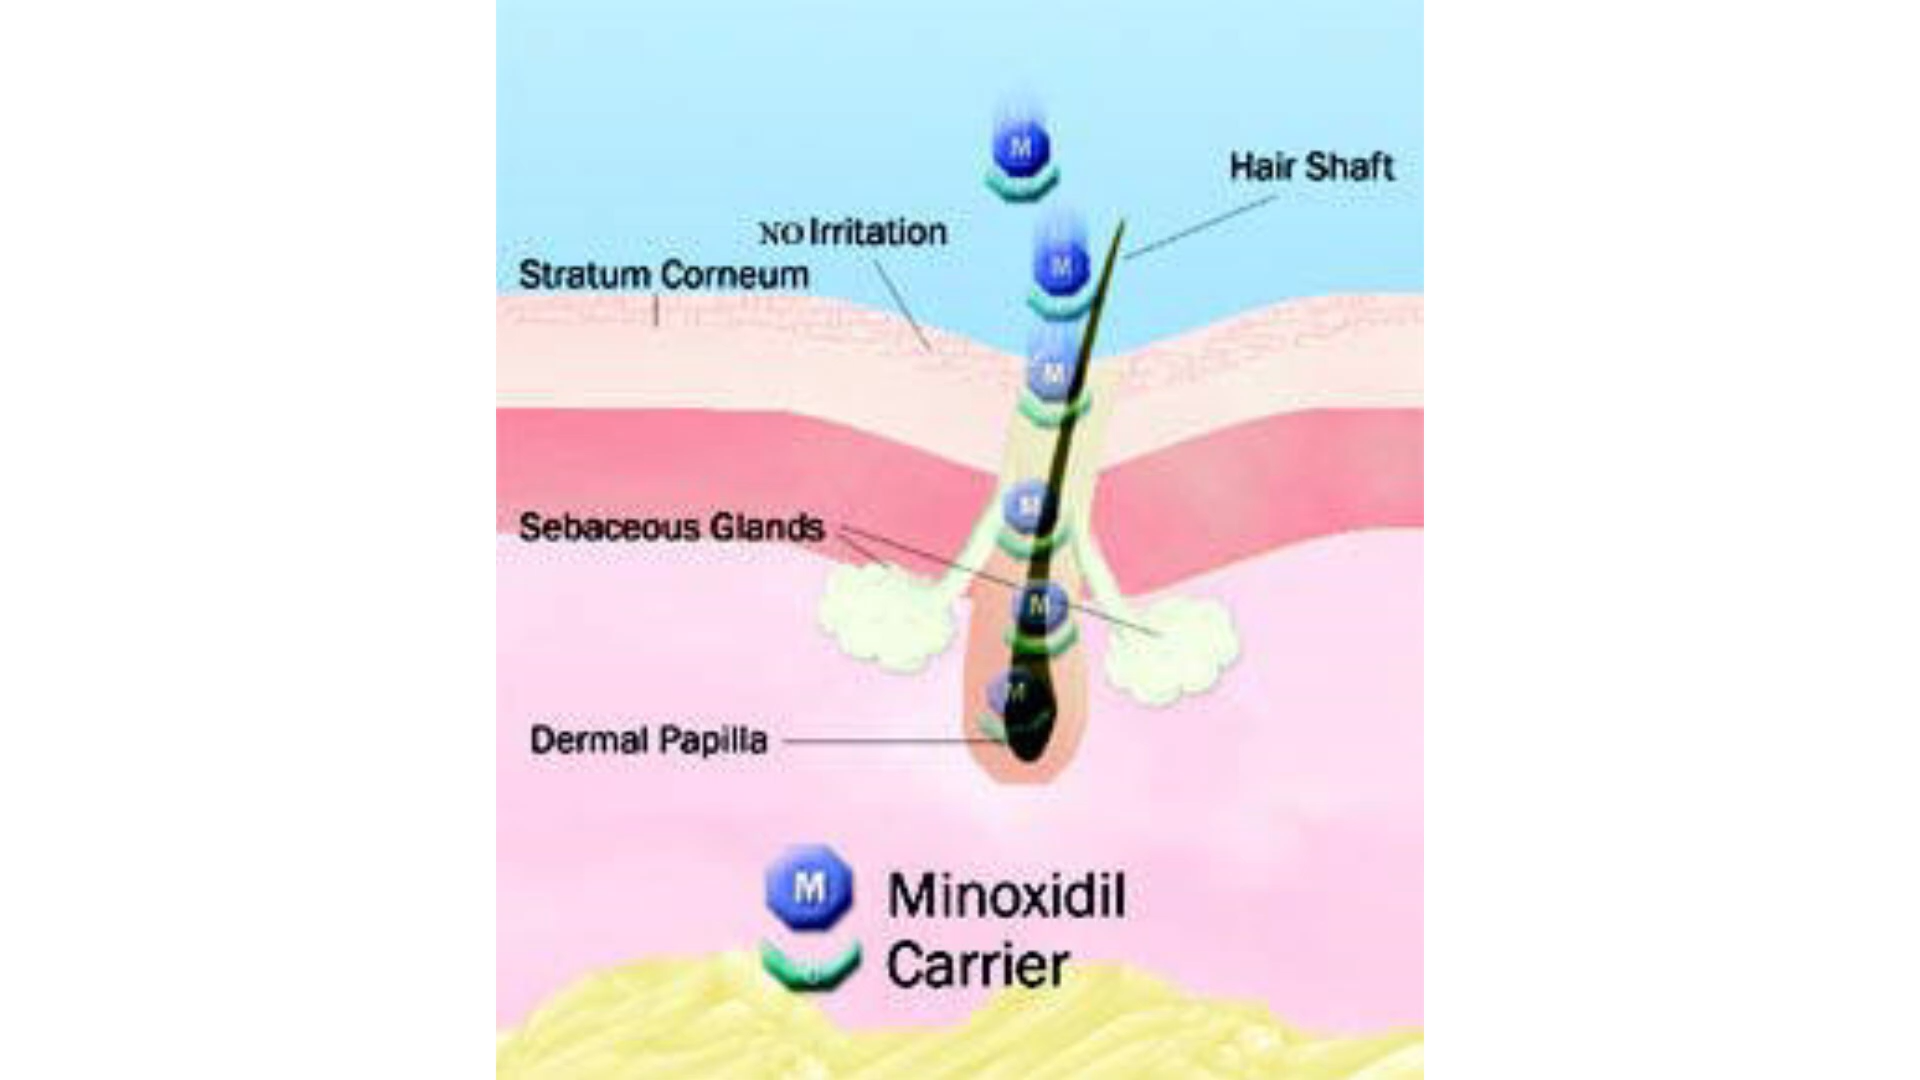 M
Hair Shaft
M
NO Irritation
Stratum Corneum
M
M
Sebaceous Glands
M
M
Dermal Papilla
M
Minoxidil
Carrier